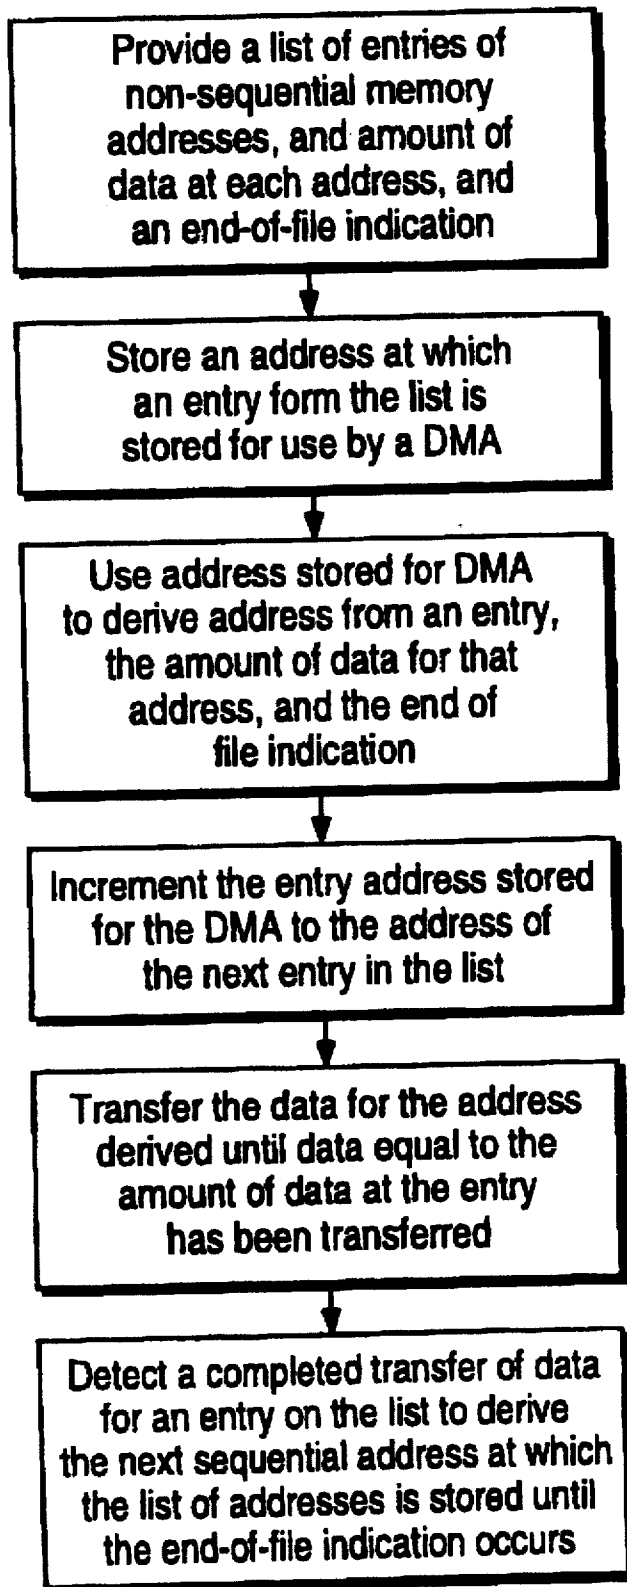 Provide a list of entries of
non-sequential memory
addresses, and amount of
data at each address, and
an end-of-file indication
Store an address at which
an entry form the list is
stored for use by a DMA
Use address stored for DMA
to derive address from an entry,
the amount of data for that
address, and the end of
file indication
Increment the entry address stored
for the DMA to the address of
the next entry in the list
Transfer the data for the address
derived until data equal to the
amount of data at the entry
has been transferred
Detect a completed transfer of data
for an entry on the list to derive
the next sequential address at which
the list of addresses is stored until
the end-of-file indication occurs